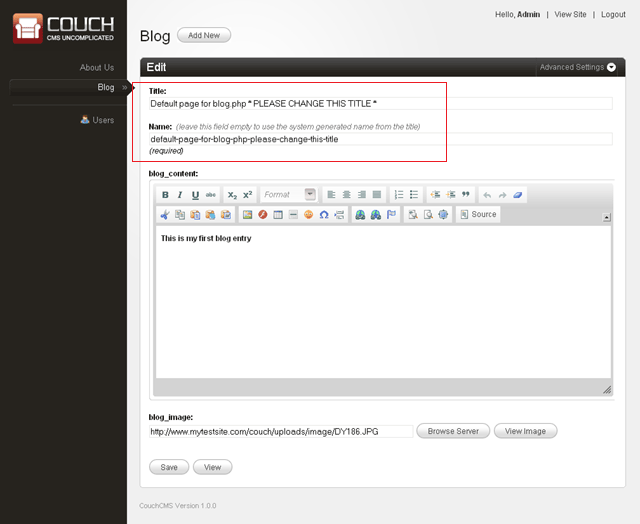 COUCH
CMS UNCOMPLICATED
Hello, Admin | View Site | Logout
Blog
Add New
About Us
Blog »
Users
Edit
Advanced Settings
Title:
Default page for blog.php * PLEASE CHANGE THIS TITLE *
Name: (leave this field empty to use the system generated name from the title)
default-page-for-blog-php-please-change-this-title
(required)
blog_content:
B I U abc X2 X2 Format
Source
This is my first blog entry
blog_image:
http://www.mytestsite.com/couch/uploads/image/DY186.JPG
Browse Server
View Image
Save
View
CouchCMS Version 1.0.0